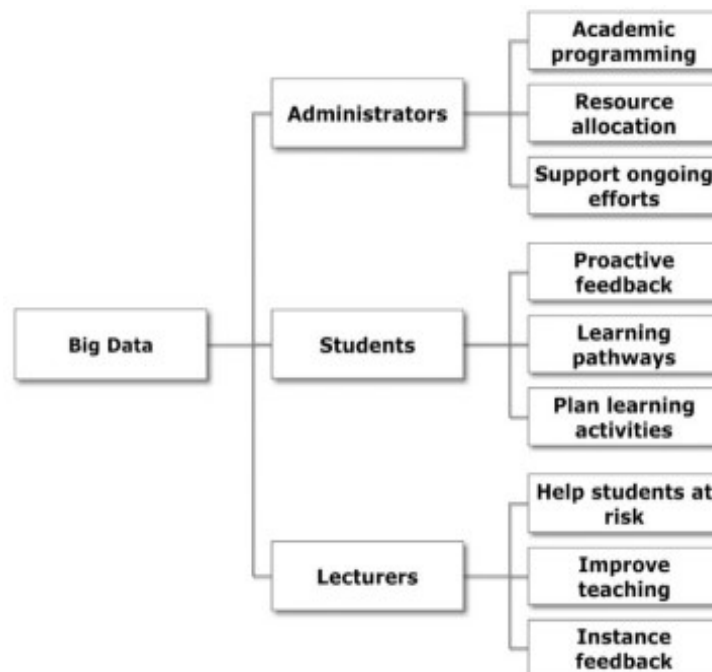 Big Data
Administrators
Academic
programming
Resource
allocation
Support ongoing
efforts
Students
Proactive
feedback
Learning
pathways
Plan learning
activities
Lecturers
Help students at
risk
Improve
teaching
Instance
feedback